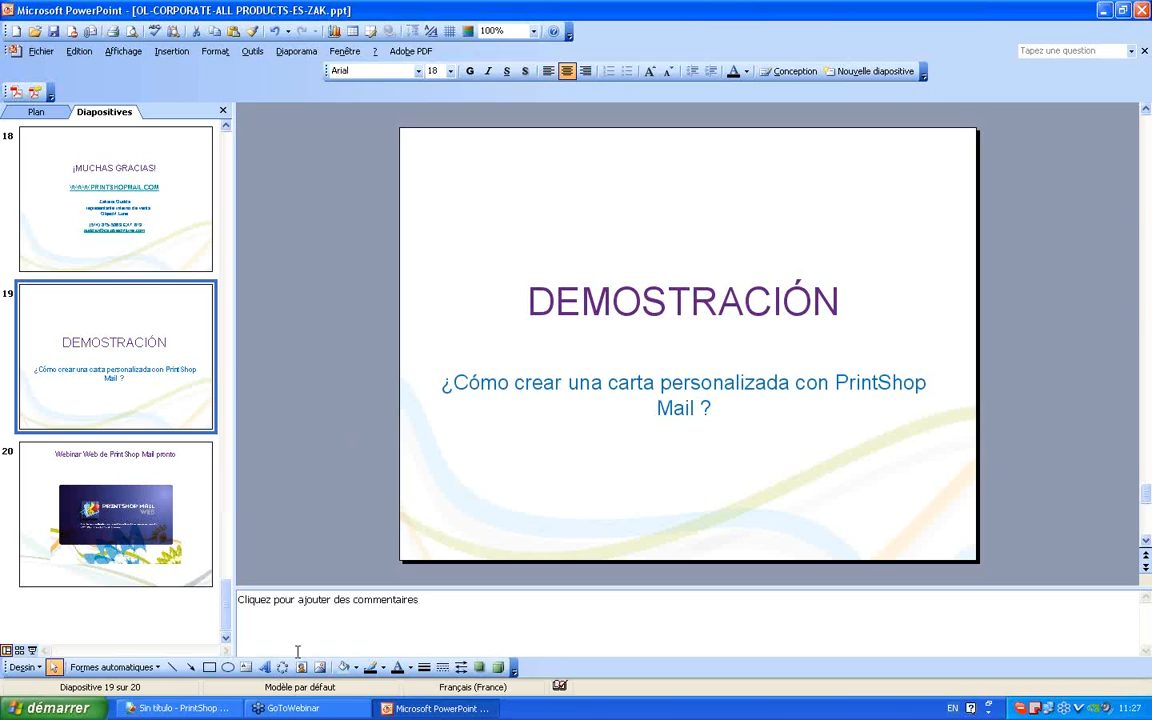 Microsoft PowerPoint - [OL-CORPORATE-ALL PRODUCTS-ES-ZAK.ppt]
100%
Fichier Edition Affichage Insertion Format Outils Diaporama Fenêtre ? Adobe PDF
Tapez une question
Arial 18 G I S S Conception Nouvelle diapositive
Plan Diapositives
18
¡MUCHAS GRACIAS!
WWW.PRINTSHOPMAIL.COM
19
DEMOSTRACIÓN
¿Cómo crear una carta personalizada con PrintShop
Mail ?
20
Webinar Web de PrintShop Mail pronto
PRINTSHOP MAIL
WEB
DEMOSTRACIÓN
¿Cómo crear una carta personalizada con PrintShop
Mail ?
Cliquez pour ajouter des commentaires
Dessin Formes automatiques
Diapositive 19 sur 20 Modèle par défaut Français (France)
démarrer Sin título - PrintShop ... GoToWebinar Microsoft PowerPoint ... EN 11:27